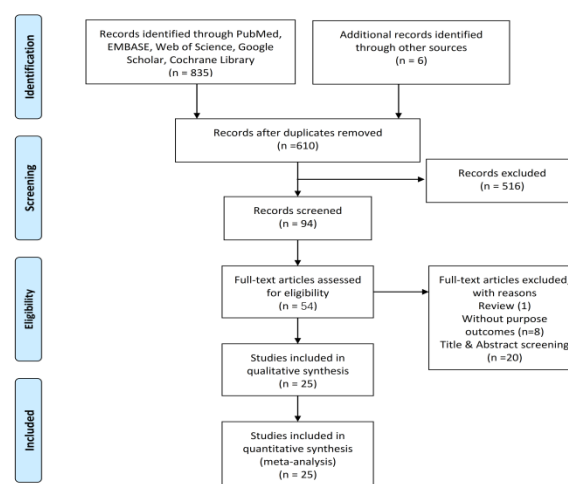 Identification
Records identified through PubMed,
EMBASE, Web of Science, Google
Scholar, Cochrane Library
(n = 835)
Additional records identified
through other sources
(n = 6)
Records after duplicates removed
(n =610)
Screening
Records excluded
(n = 516)
Records screened
(n = 94)
Eligibility
Full-text articles assessed
for eligibility
(n = 54)
Full-text articles excluded,
with reasons
Review (1)
Without purpose
outcomes (n=8)
Title & Abstract screening
(n =20)
Studies included in
qualitative synthesis
(n = 25)
Included
Studies included in
quantitative synthesis
(meta-analysis)
(n = 25)